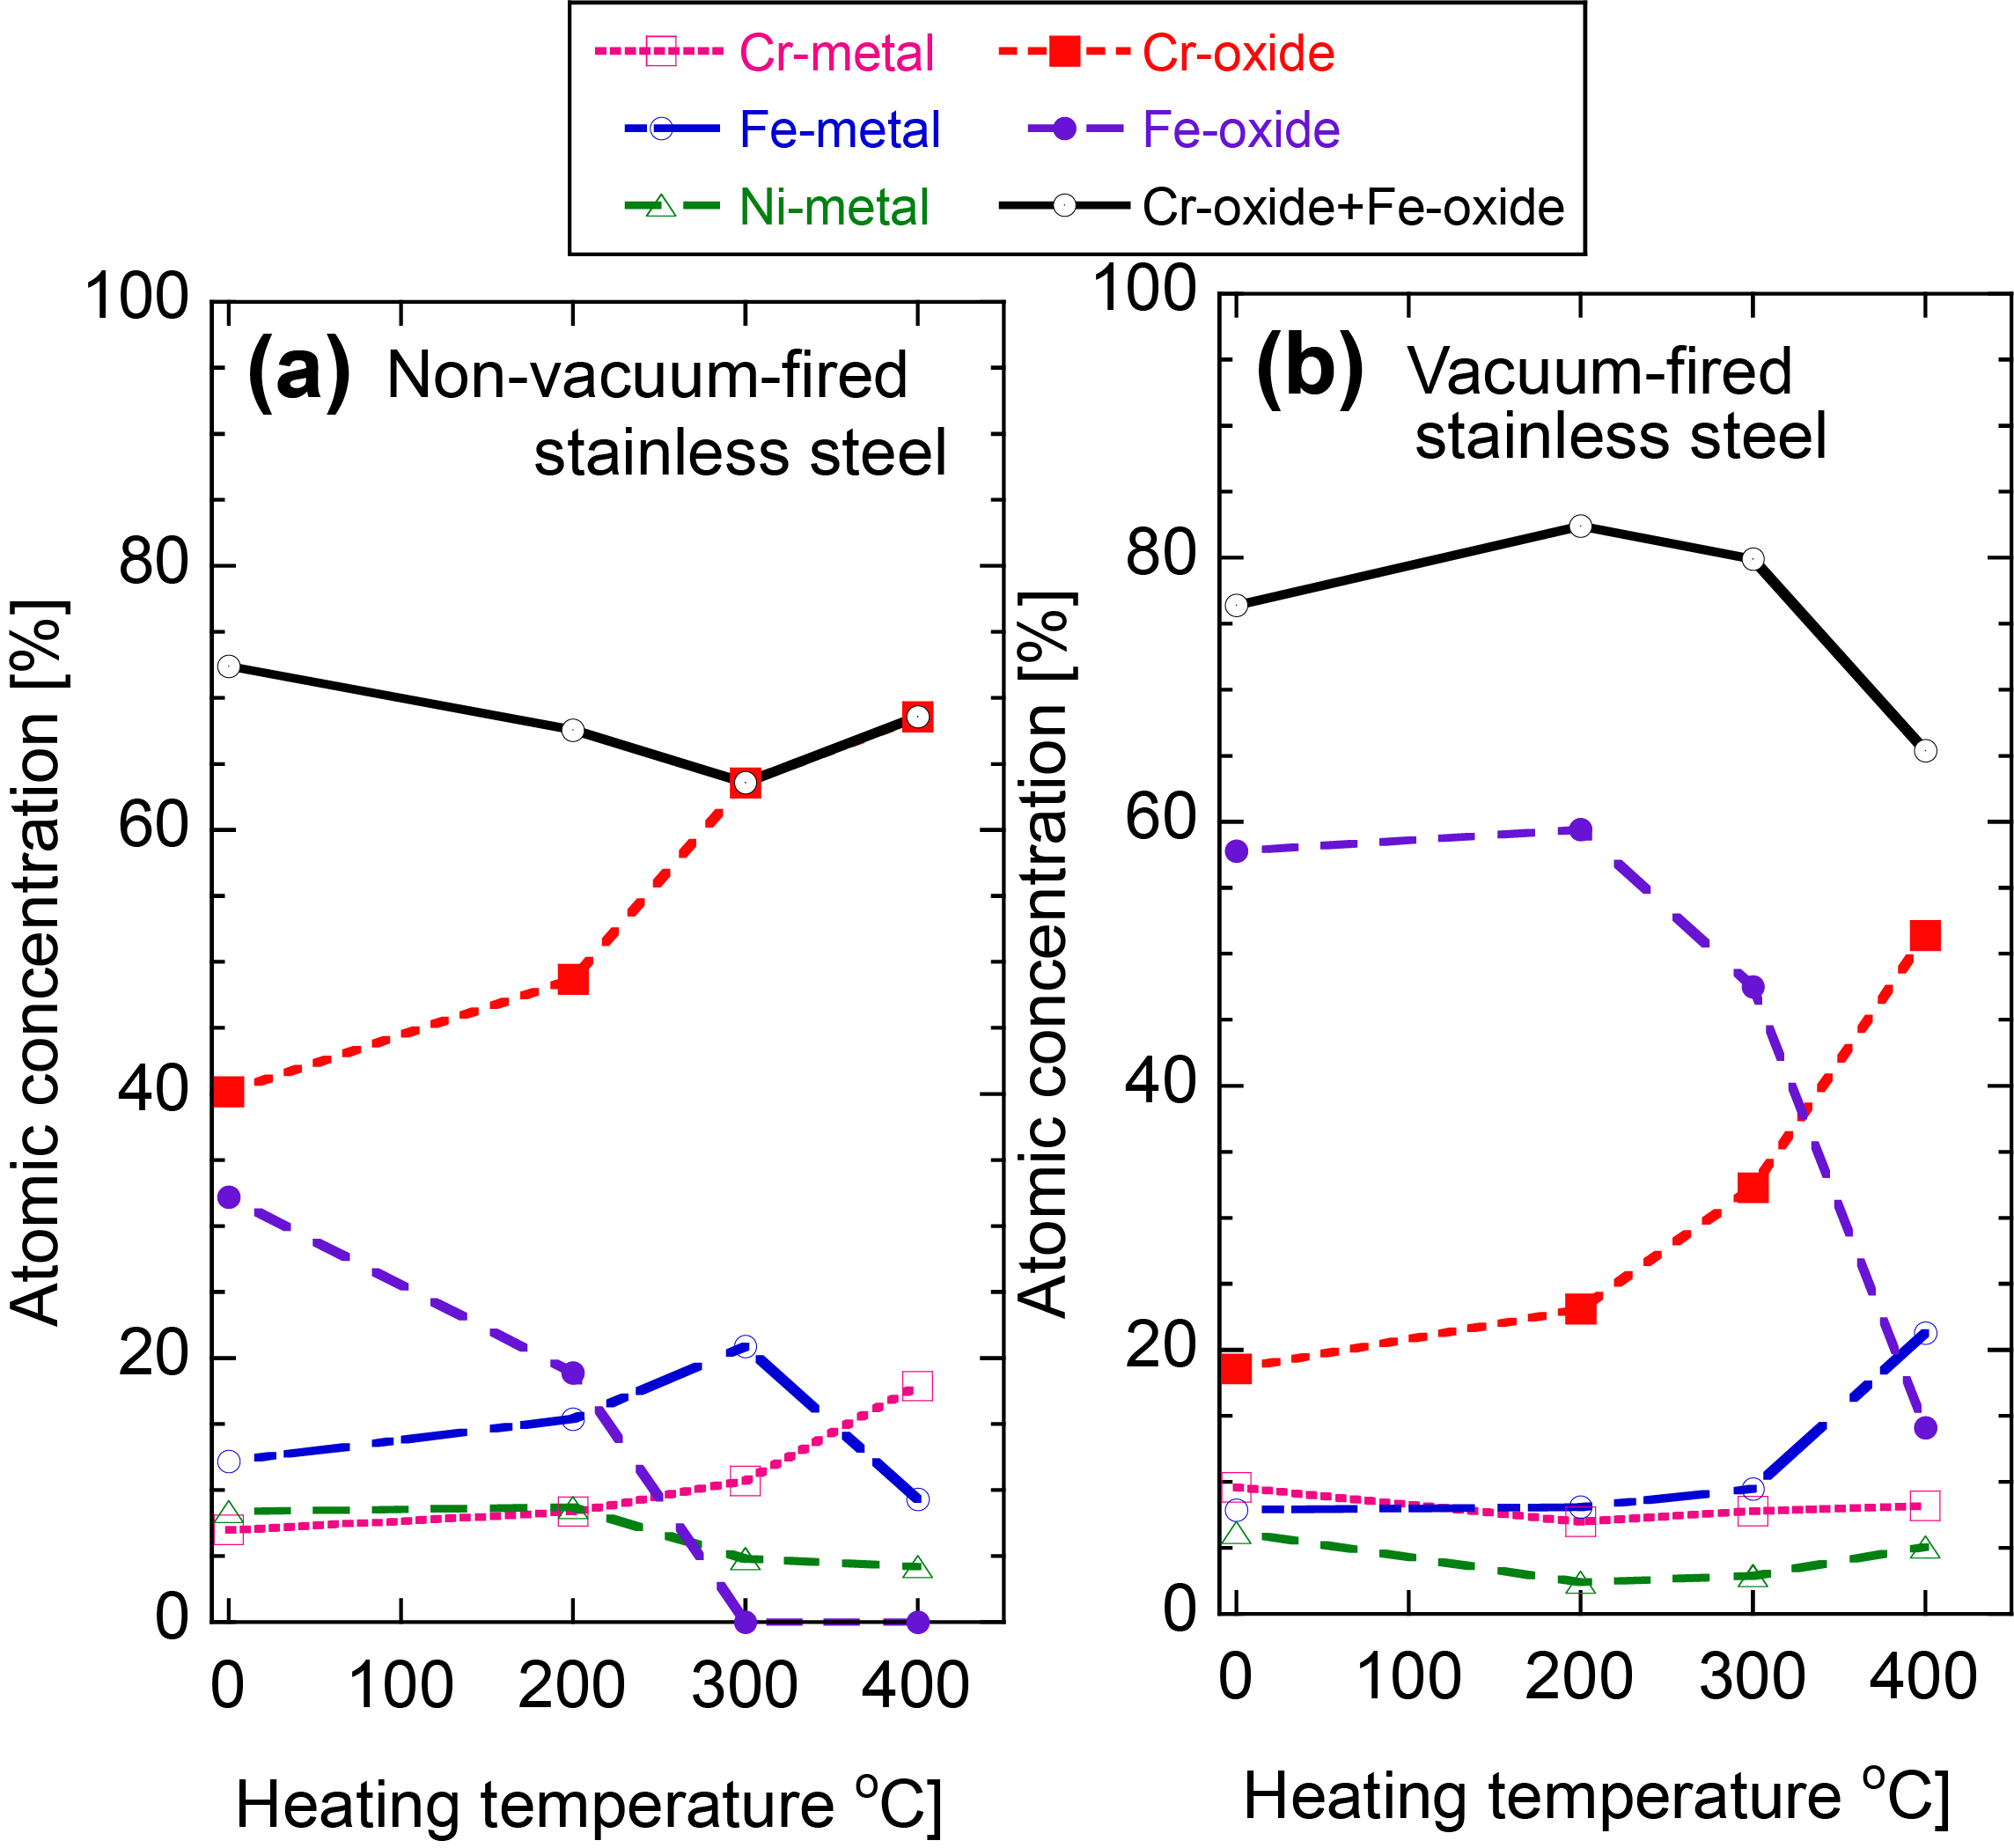 Cr-metal Cr-oxide
Fe-metal Fe-oxide
Ni-metal Cr-oxide+Fe-oxide
(a) Non-vacuum-fired
stainless steel
Atomic concentration [%]
100
80
60
40
20
0
0 100 200 300 400
Heating temperature °C]
(b) Vacuum-fired
stainless steel
Atomic concentration [%]
100
80
60
40
20
0
0 100 200 300 400
Heating temperature °C]